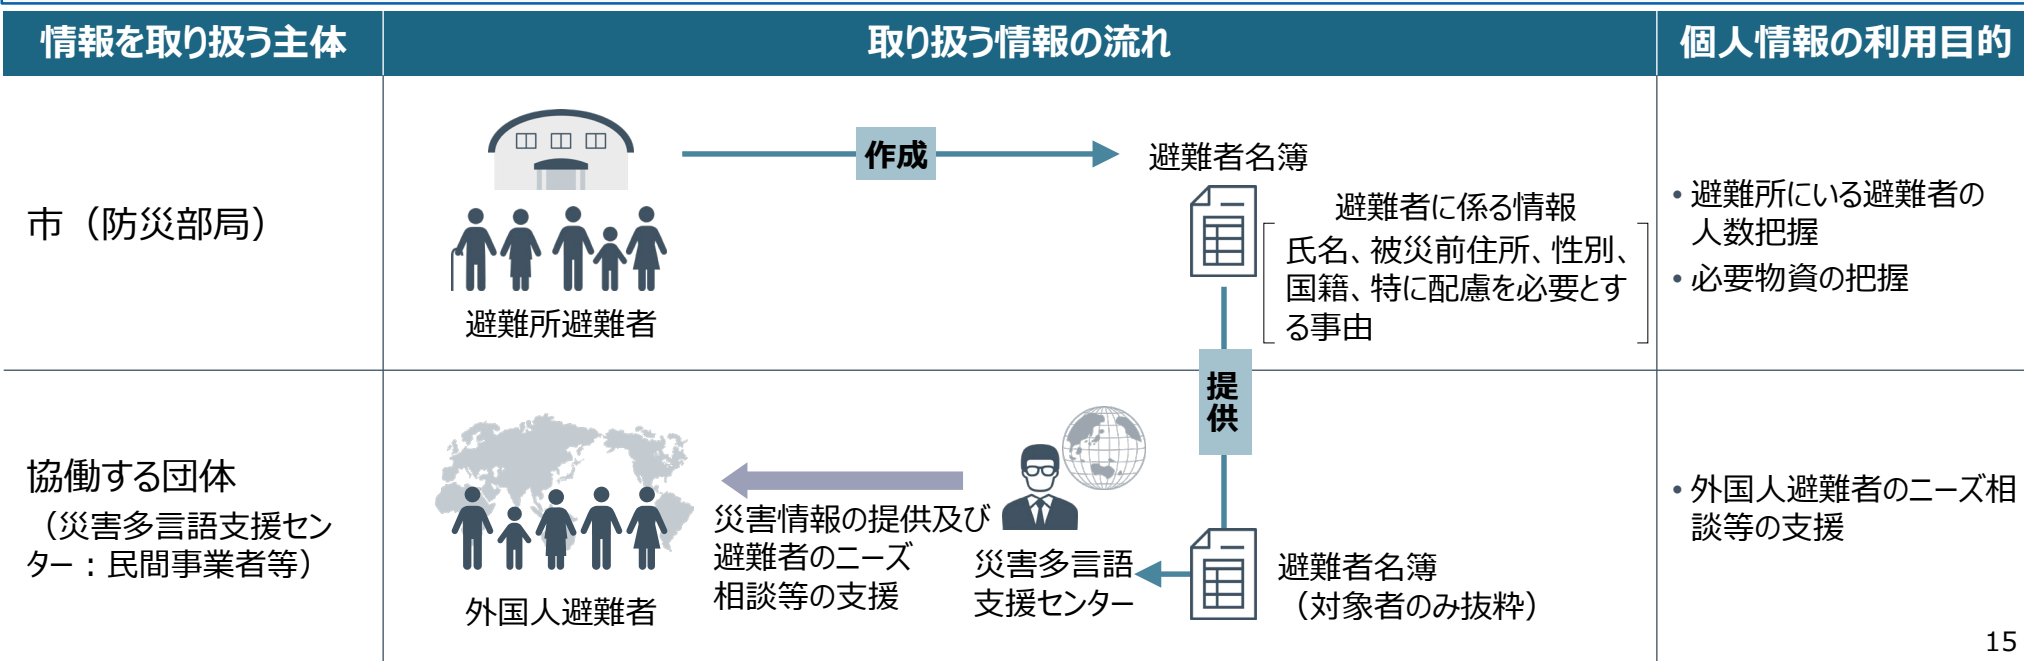 情報を取り扱う主体
取り扱う情報の流れ
個人情報の利用目的
市（防災部局）
避難所避難者
作成
避難者名簿
避難者に係る情報
氏名、被災前住所、性別、
国籍、特に配慮を必要とす
る事由
• 避難所にいる避難者の
人数把握
• 必要物資の把握
提供
協働する団体
（災害多言語支援セン
ター：民間事業者等）
外国人避難者
災害情報の提供及び
避難者のニーズ
相談等の支援
災害多言語
支援センター
避難者名簿
（対象者のみ抜粋）
• 外国人避難者のニーズ相
談等の支援
15